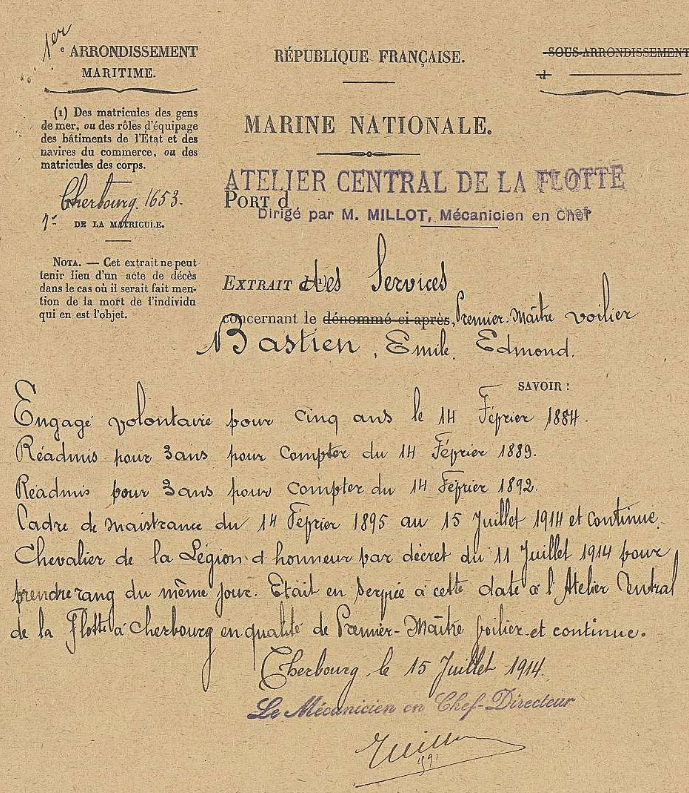 1er ARRONDISSEMENT
MARITIME.
RÉPUBLIQUE FRANÇAISE.
SOUS-ARRONDISSEMENT
d
(1) Des matricules des gens
de mer, ou des rôles d'équipage
des bâtiments de l'État et des
navires du commerce, ou des
matricules des corps.
Cherbourg. 1653.
DE LA MATRICULE.
NOTA. — Cet extrait ne peut
tenir lieu d'un acte de décès
dans le cas où il serait fait men-
tion de la mort de l'individu
qui en est l'objet.
MARINE NATIONALE.
ATELIER CENTRAL DE LA FLOTTE
PORT d
Dirigé par M. MILLOT, Mécanicien en Chef
EXTRAIT des Services
concernant le dénommé ci-après, Premier-Maître voilier
Bastien, Emile, Edmond.
SAVOIR :
Engagé volontaire pour cinq ans le 14 Février 1884.
Réadmis pour 3 ans pour compter du 14 Février 1889.
Réadmis pour 3 ans pour compter du 14 Février 1892.
Cadre de maistrance du 14 Février 1895 au 15 Juillet 1914 et continue.
Chevalier de la Légion d honneur par décret du 11 Juillet 1914 pour
prendre rang du même jour. Etait en service à cette date à l'Atelier Central
de la Flotte à Cherbourg en qualité de Premier-Maître voilier et continue.
Cherbourg, le 15 Juillet 1914.
Le Mécanicien en Chef-Directeur